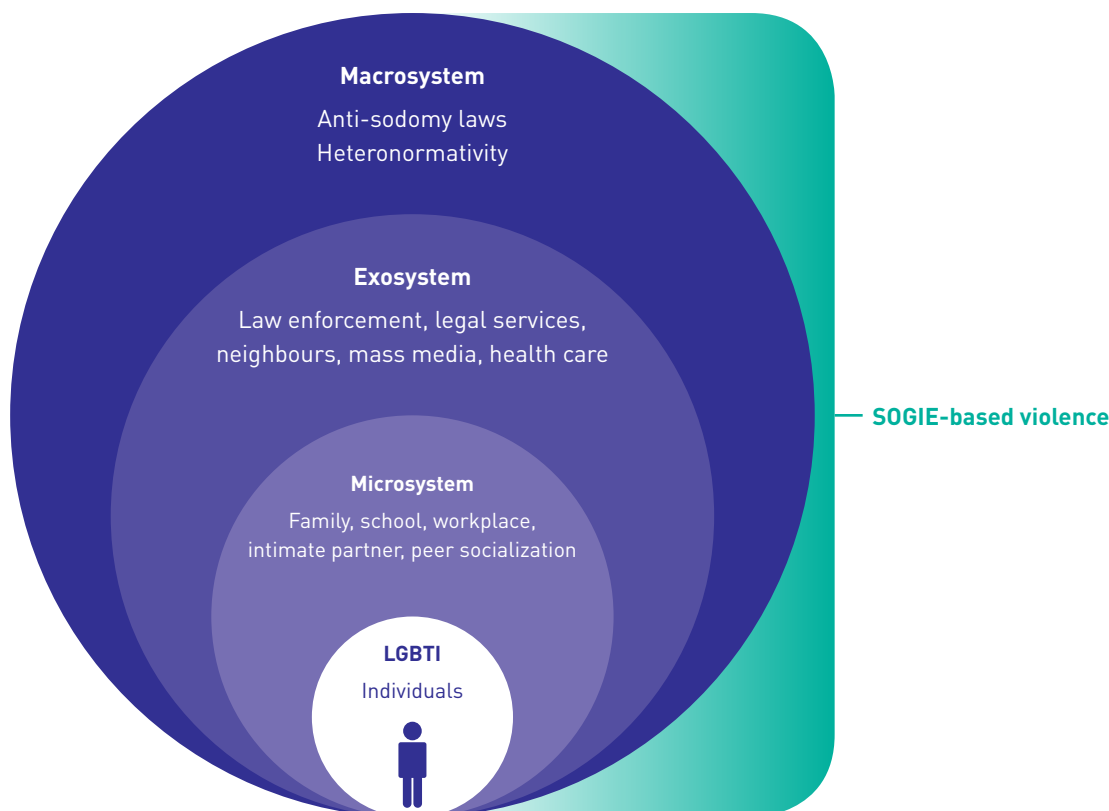 Macrosystem
Anti-sodomy laws
Heteronormativity
Exosystem
Law enforcement, legal services,
neighbours, mass media, health care
SOGIE-based violence
Microsystem
Family, school, workplace,
intimate partner, peer socialization
LGBTI
Individuals